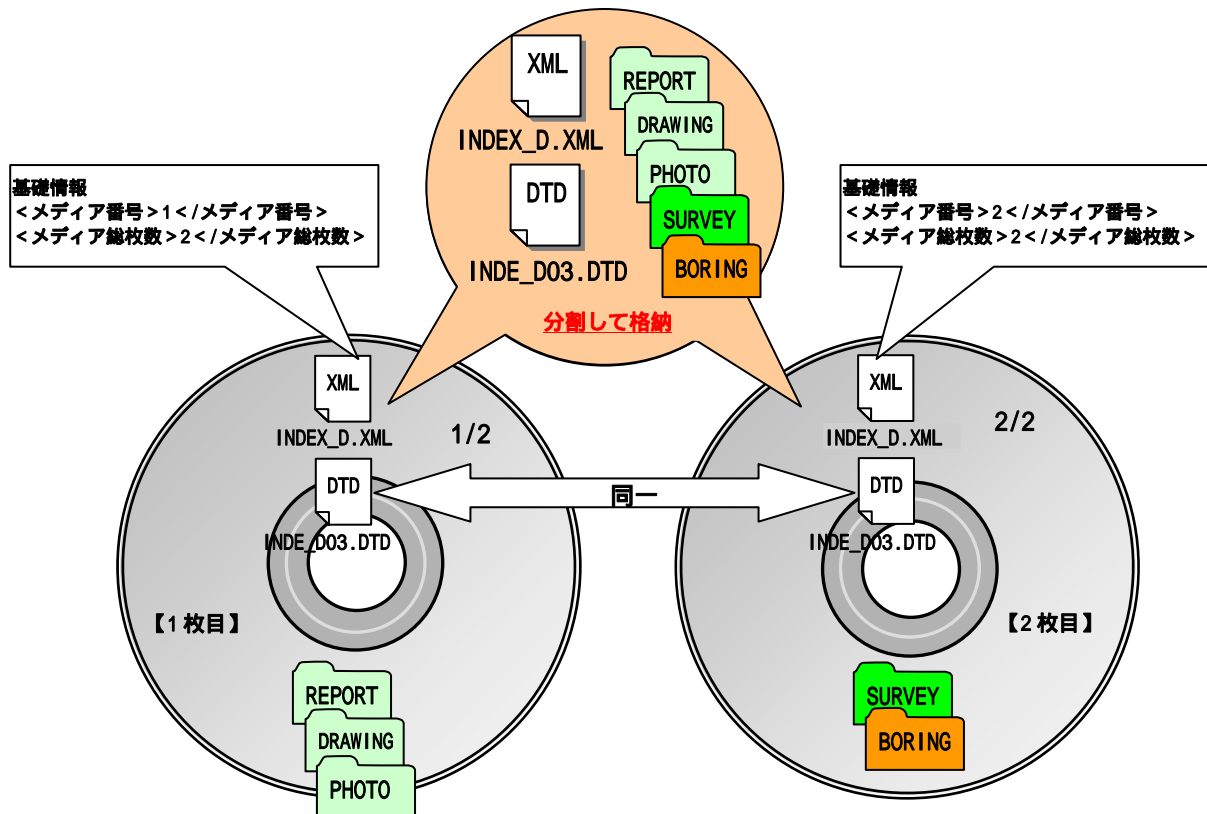 XML
INDEX_D.XML
DTD
INDE_D03.DTD
REPORT
DRAWING
PHOTO
SURVEY
BORING
分割して格納
基礎情報
<メディア番号>1</メディア番号>
<メディア総枚数>2</メディア総枚数>
基礎情報
<メディア番号>2</メディア番号>
<メディア総枚数>2</メディア総枚数>
XML
INDEX_D.XML
1/2
DTD
INDE_D03.DTD
【1枚目】
REPORT
DRAWING
PHOTO
同一
XML
INDEX_D.XML
2/2
DTD
INDE_D03.DTD
【2枚目】
SURVEY
BORING